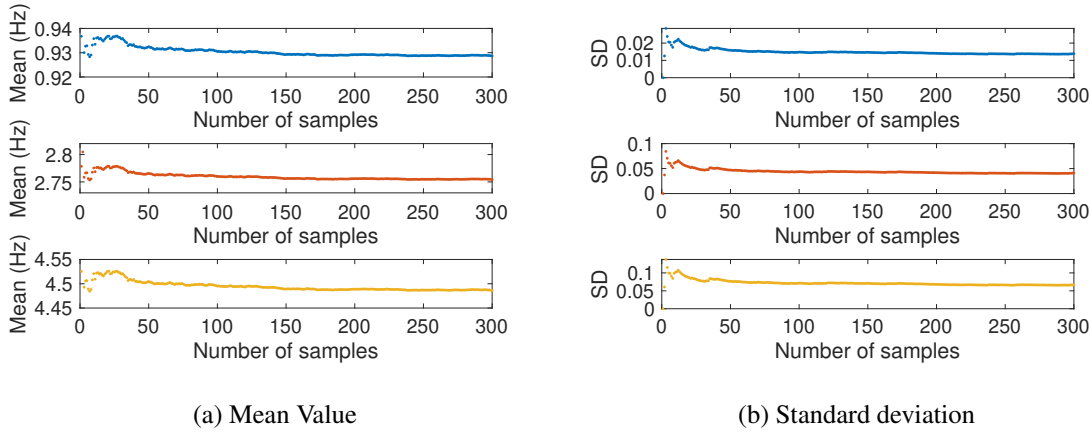 Mean (Hz)
0.94
0.93
0.92
0 50 100 150 200 250 300
Number of samples
Mean (Hz)
2.8
2.75
0 50 100 150 200 250 300
Number of samples
Mean (Hz)
4.55
4.5
4.45
0 50 100 150 200 250 300
Number of samples
(a) Mean Value
SD
0.02
0.01
0
0 50 100 150 200 250 300
Number of samples
SD
0.1
0.05
0
0 50 100 150 200 250 300
Number of samples
SD
0.1
0.05
0
0 50 100 150 200 250 300
Number of samples
(b) Standard deviation